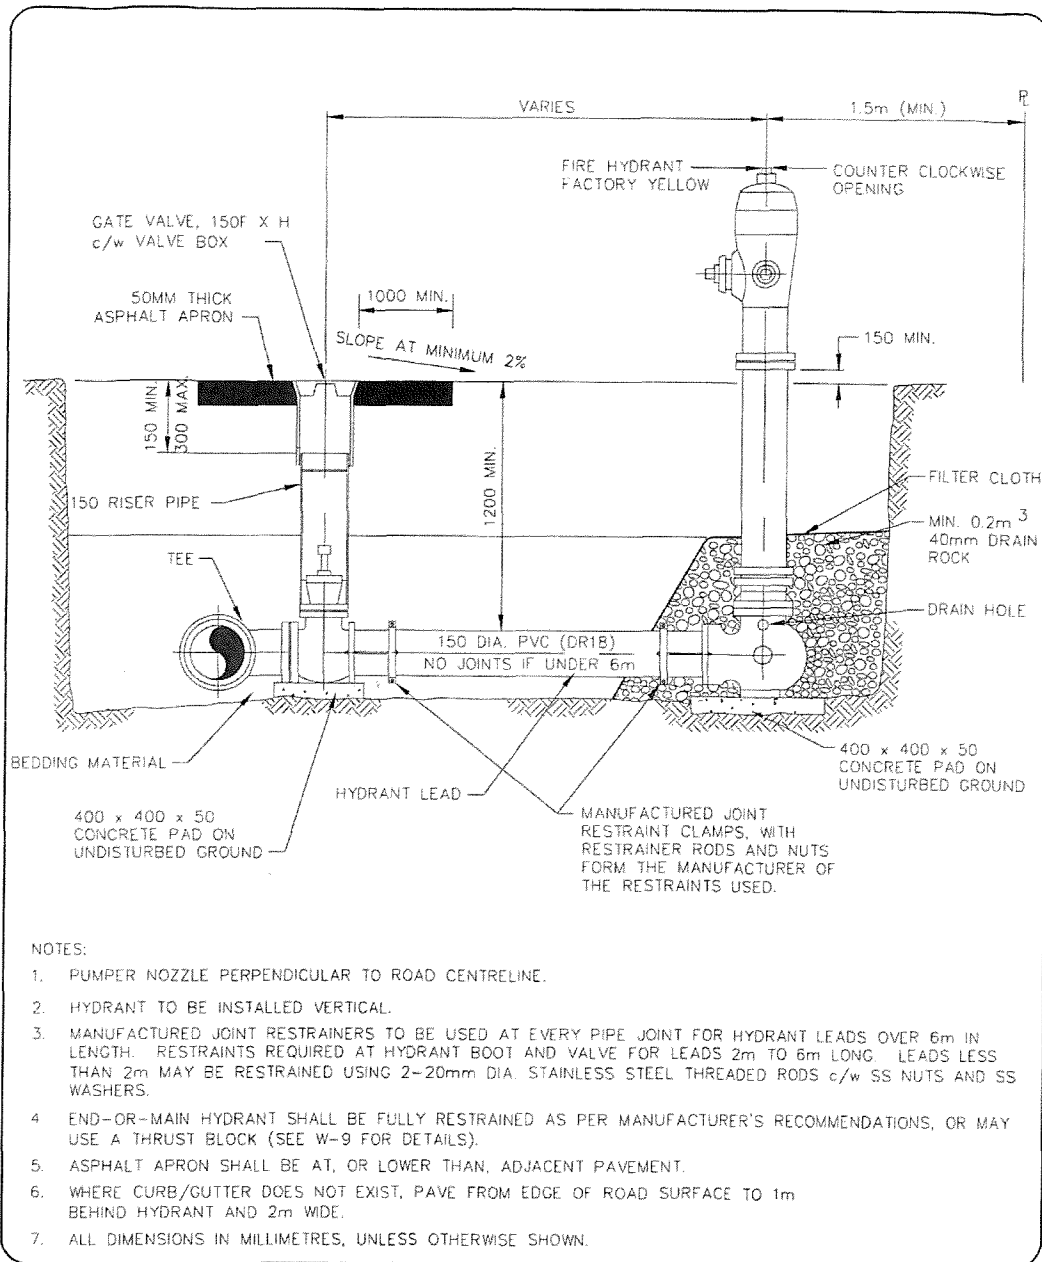 VARIES
1.5m (MIN.)
PL
FIRE HYDRANT
FACTORY YELLOW
COUNTER CLOCKWISE
OPENING
GATE VALVE, 150F X H
c/w VALVE BOX
50MM THICK
ASPHALT APRON
1000 MIN.
SLOPE AT MINIMUM 2%
150 MIN.
150 MIN.
300 MAX.
1200 MIN.
150 RISER PIPE
FILTER CLOTH
MIN. 0.2m 3
40mm DRAIN
ROCK
TEE
DRAIN HOLE
150 DIA. PVC (DR18)
NO JOINTS IF UNDER 6m
BEDDING MATERIAL
HYDRANT LEAD
400 x 400 x 50
CONCRETE PAD ON
UNDISTURBED GROUND
400 x 400 x 50
CONCRETE PAD ON
UNDISTURBED GROUND
MANUFACTURED JOINT
RESTRAINT CLAMPS, WITH
RESTRAINER RODS AND NUTS
FORM THE MANUFACTURER OF
THE RESTRAINTS USED.
NOTES:
1. PUMPER NOZZLE PERPENDICULAR TO ROAD CENTRELINE.
2. HYDRANT TO BE INSTALLED VERTICAL.
3. MANUFACTURED JOINT RESTRAINERS TO BE USED AT EVERY PIPE JOINT FOR HYDRANT LEADS OVER 6m IN
LENGTH. RESTRAINTS REQUIRED AT HYDRANT BOOT AND VALVE FOR LEADS 2m TO 6m LONG LEADS LESS
THAN 2m MAY BE RESTRAINED USING 2-20mm DIA. STAINLESS STEEL THREADED RODS c/w SS NUTS AND SS
WASHERS.
4 END-OR-MAIN HYDRANT SHALL BE FULLY RESTRAINED AS PER MANUFACTURER'S RECOMMENDATIONS, OR MAY
USE A THRUST BLOCK (SEE W-9 FOR DETAILS).
5. ASPHALT APRON SHALL BE AT, OR LOWER THAN, ADJACENT PAVEMENT.
6. WHERE CURB/GUTTER DOES NOT EXIST, PAVE FROM EDGE OF ROAD SURFACE TO 1m
BEHIND HYDRANT AND 2m WIDE.
7. ALL DIMENSIONS IN MILLIMETRES, UNLESS OTHERWISE SHOWN.